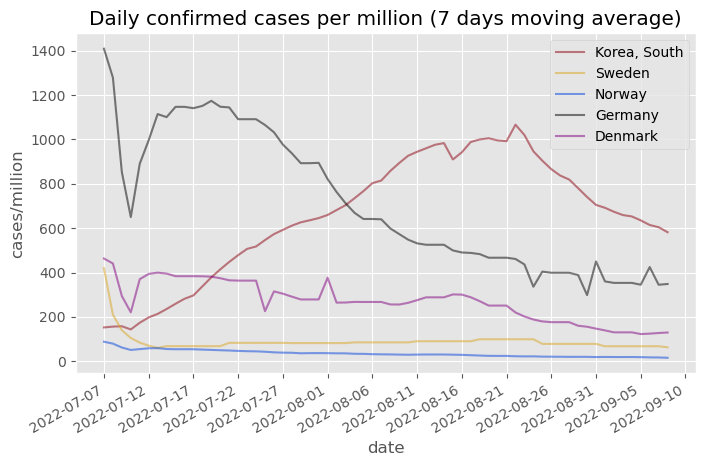 Daily confirmed cases per million (7 days moving average)
1400
1200
1000
800
600
400
200
0
cases/million
Korea, South
Sweden
Norway
Germany
Denmark
2022-07-07
2022-07-12
2022-07-17
2022-07-22
2022-07-27
2022-08-01
2022-08-06
2022-08-11
2022-08-16
2022-08-21
2022-08-26
2022-08-31
2022-09-05
2022-09-10
date